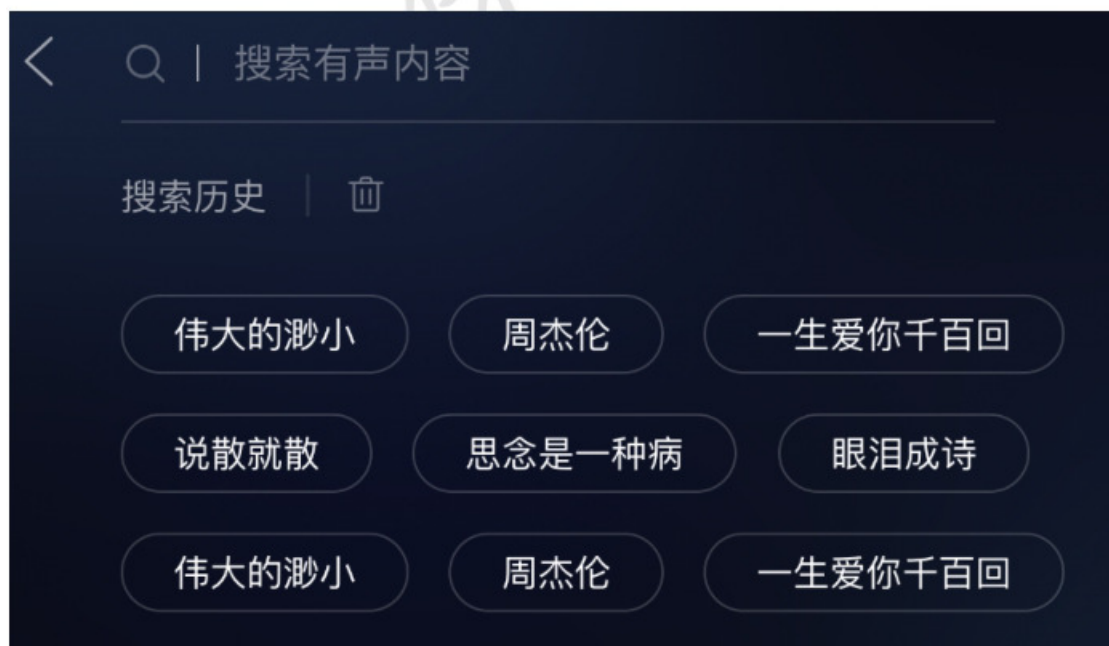 搜索有声内容
搜索历史
伟大的渺小 周杰伦 一生爱你千百回
说散就散 思念是一种病 眼泪成诗
伟大的渺小 周杰伦 一生爱你千百回